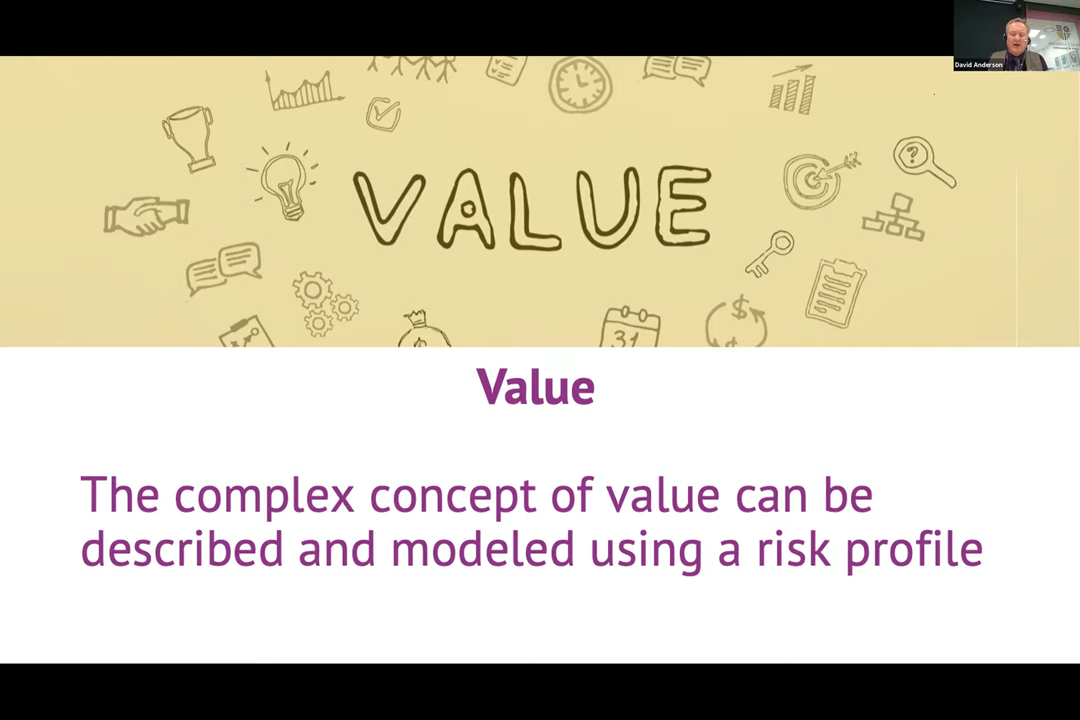 David Anderson
VALUE
?
$
31
Value
The complex concept of value can be
described and modeled using a risk profile